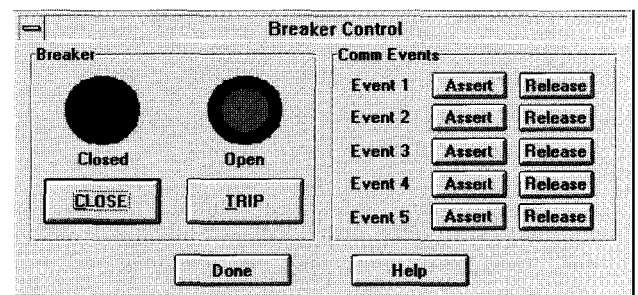 Breaker Control
Breaker
Closed
Open
CLOSE
TRIP
Comm Events
Event 1 Assert Release
Event 2 Assert Release
Event 3 Assert Release
Event 4 Assert Release
Event 5 Assert Release
Done
Help